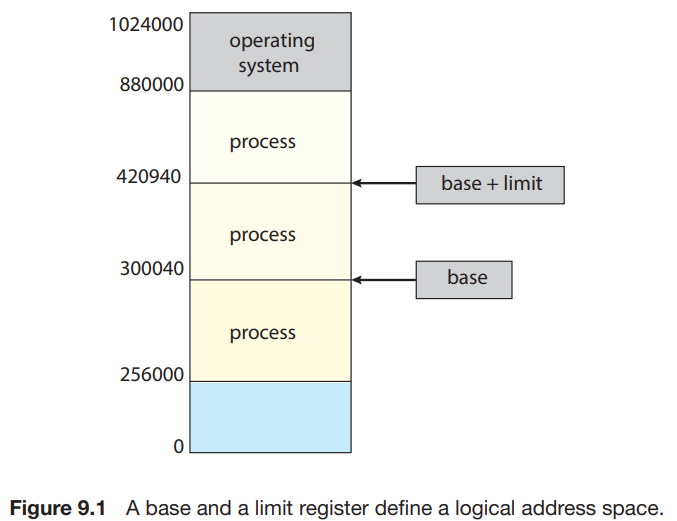 1024000
operating
system
880000
process
420940
base + limit
process
300040
base
process
256000
0
Figure 9.1 A base and a limit register define a logical address space.